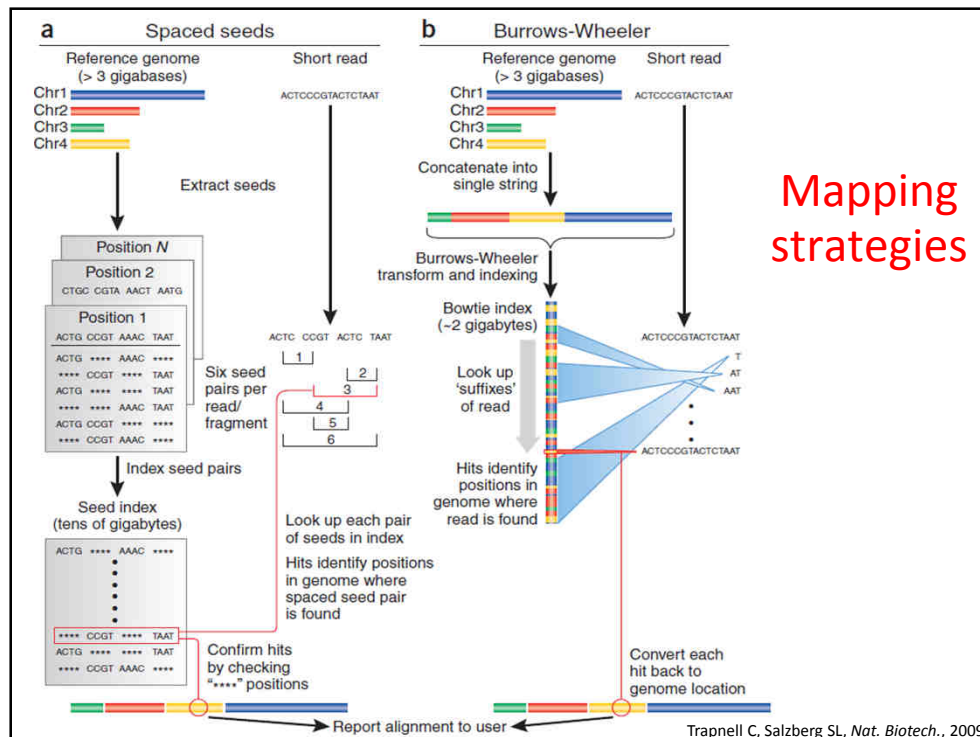 a Spaced seeds
Reference genome
(> 3 gigabases)
Short read
Chr1
Chr2
Chr3
Chr4
ACTCCCGTACTCTAAT
Extract seeds
Position N
Position 2
CTGC CCGTA AACT AATG
Position 1
ACTG CCGT AAAC TAAT
ACTG **** AAAC ****
**** CCGT **** TAAT
ACTG **** **** TAAT
**** **** AAAC TAAT
ACTG CCGT **** ****
**** CCGT AAAC ****
ACTC CCGT ACTC TAAT
1
2
3
4
5
6
Six seed
pairs per
read/
fragment
Index seed pairs
Seed index
(tens of gigabytes)
ACTG **** AAAC ****
**** CCGT **** TAAT
ACTG **** **** TAAT
**** CCGT AAAC ****
Look up each pair
of seeds in index
Hits identify positions
in genome where
spaced seed pair
is found
Confirm hits
by checking
"****" positions
b Burrows-Wheeler
Reference genome
(> 3 gigabases)
Short read
Chr1
Chr2
Chr3
Chr4
ACTCCCGTACTCTAAT
Concatenate into
single string
Burrows-Wheeler
transform and indexing
Bowtie index
(~2 gigabytes)
ACTCCCGTACTCTAAT
T
AT
AAT
Look up
'suffixes'
of read
ACTCCCGTACTCTAAT
Hits identify
positions in
genome where
read is found
Convert each
hit back to
genome location
Report alignment to user
Mapping
strategies
Trapnell C, Salzberg SL, Nat. Biotech., 2009